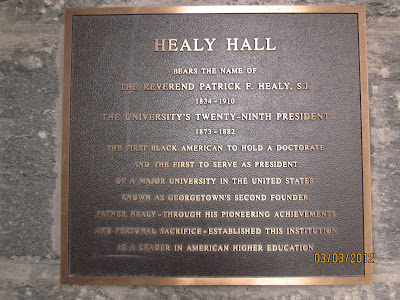 HEALY HALL
BEARS THE NAME OF
THE REVEREND PATRICK F. HEALY, S.J.
1834-1910
THE UNIVERSITY'S TWENTY-NINTH PRESIDENT
1873-1882
THE FIRST BLACK AMERICAN TO HOLD A DOCTORATE
AND THE FIRST TO SERVE AS PRESIDENT
OF A MAJOR UNIVERSITY IN THE UNITED STATES
KNOWN AS GEORGETOWN'S SECOND FOUNDER,
FATHER HEALY-THROUGH HIS PIONEERING ACHIEVEMENTS
AND PERSONAL SACRIFICE-ESTABLISHED THIS INSTITUTION
AS A LEADER IN AMERICAN HIGHER EDUCATION
03/03/2012